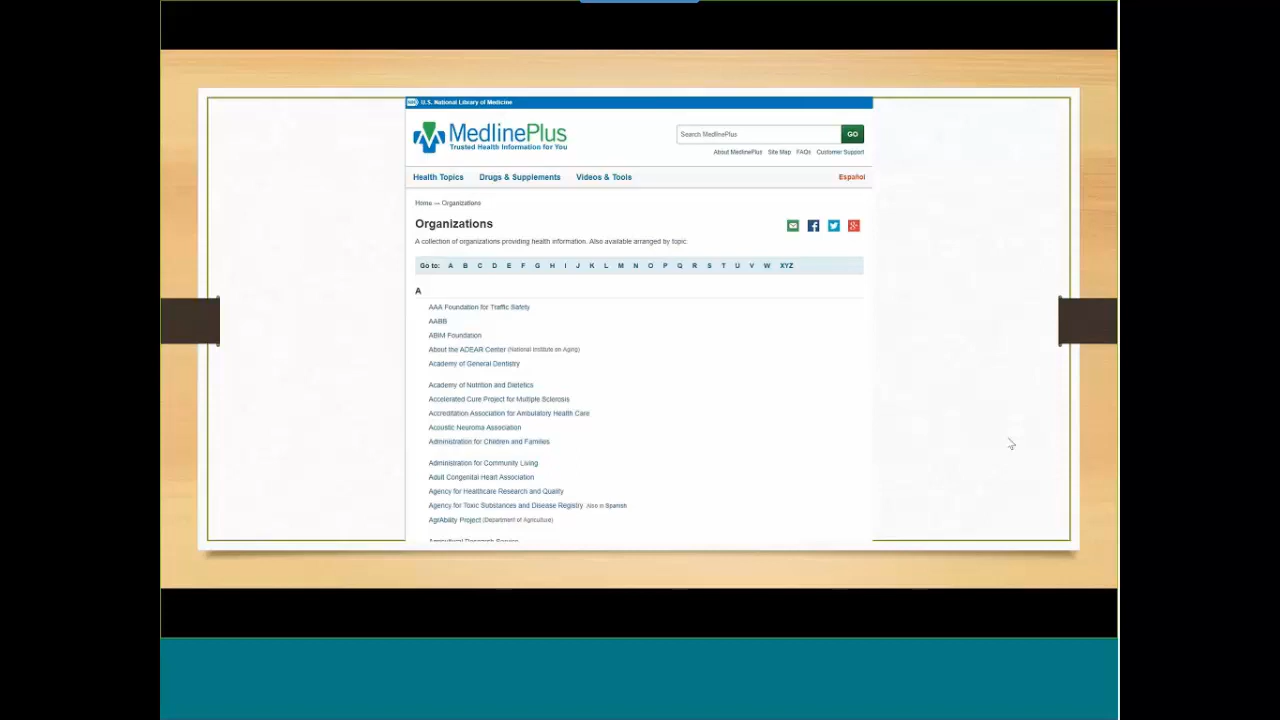 NIH U.S. National Library of Medicine
MedlinePlus
Trusted Health Information for You
Search MedlinePlus GO
About MedlinePlus Site Map FAQs Customer Support
Health Topics Drugs & Supplements Videos & Tools Español
Home — Organizations
Organizations
A collection of organizations providing health information. Also available arranged by topic.
Go to: A B C D E F G H I J K L M N O P Q R S T U V W XYZ
A
AAA Foundation for Traffic Safety
AABB
ABIM Foundation
About the ADEAR Center (National Institute on Aging)
Academy of General Dentistry
Academy of Nutrition and Dietetics
Accelerated Cure Project for Multiple Sclerosis
Accreditation Association for Ambulatory Health Care
Acoustic Neuroma Association
Administration for Children and Families
Administration for Community Living
Adult Congenital Heart Association
Agency for Healthcare Research and Quality
Agency for Toxic Substances and Disease Registry Also in Spanish
AgrAbility Project (Department of Agriculture)
Agricultural Research Service